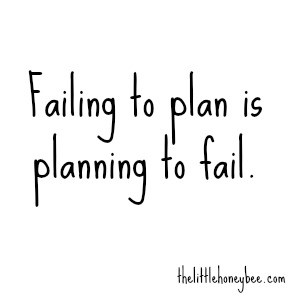 Failing to plan is
planning to fail.
thelittlehoneybee.com